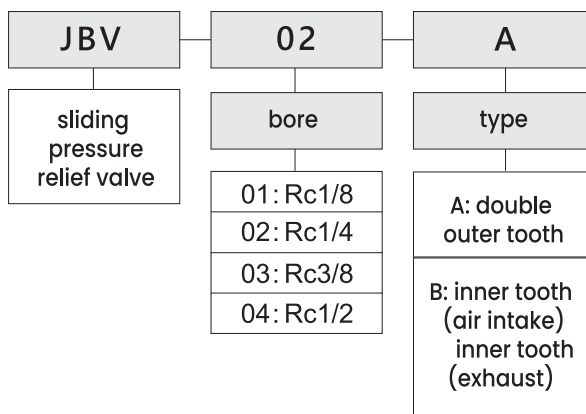 JBV
02
A
sliding
pressure
relief valve
bore
type
01: Rc1/8
02: Rc1/4
03: Rc3/8
04: Rc1/2
A: double
outer tooth
B: inner tooth
(air intake)
inner tooth
(exhaust)